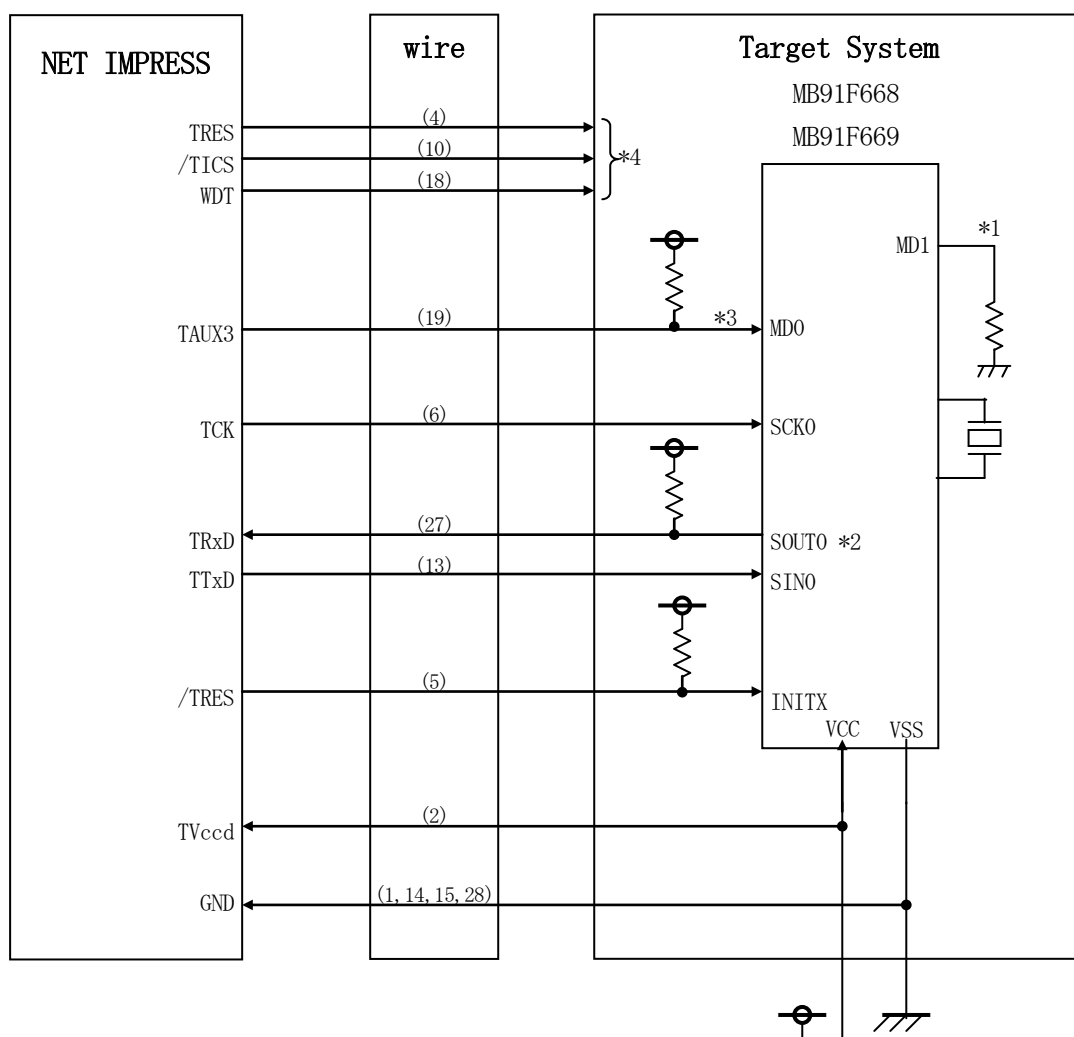 NET IMPRESS
wire
Target System
MB91F668
MB91F669
TRES
(4)
/TICS
(10)
*4
WDT
(18)
MD1
*1
TAUX3
(19)
*3
MD0
TCK
(6)
SCK0
TRxD
(27)
SOUT0 *2
TTxD
(13)
SIN0
/TRES
(5)
INITX
VCC
VSS
TVccd
(2)
GND
(1,14,15,28)